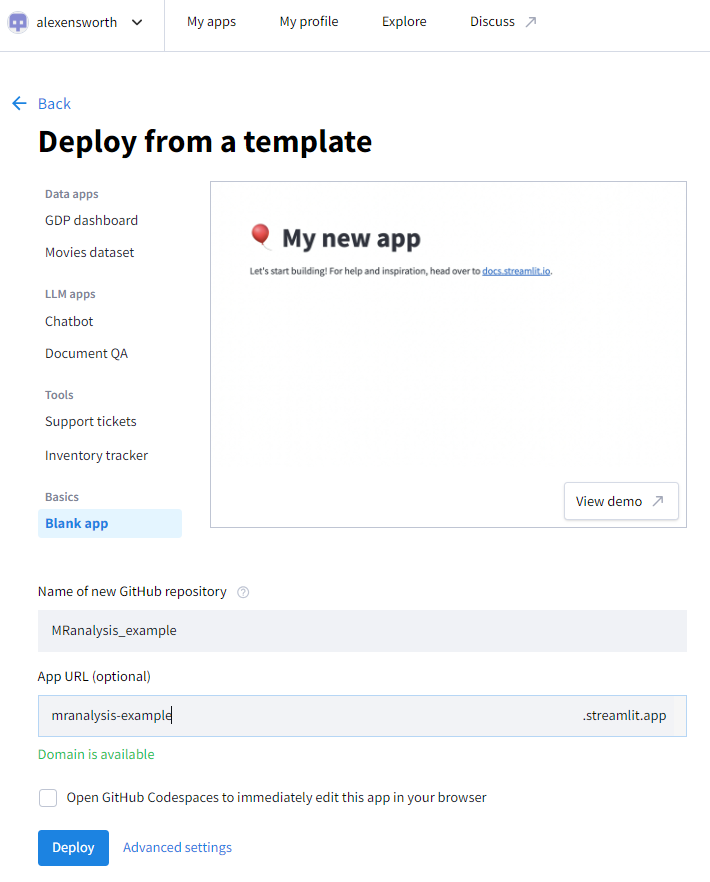 alexensworth My apps My profile Explore Discuss
Back
Deploy from a template
Data apps
GDP dashboard
Movies dataset
LLM apps
Chatbot
Document QA
Tools
Support tickets
Inventory tracker
Basics
Blank app
My new app
Let's start building! For help and inspiration, head over to docs.streamlit.io.
View demo
Name of new GitHub repository
MRanalysis_example
App URL (optional)
mranalysis-example .streamlit.app
Domain is available
Open GitHub Codespaces to immediately edit this app in your browser
Deploy Advanced settings